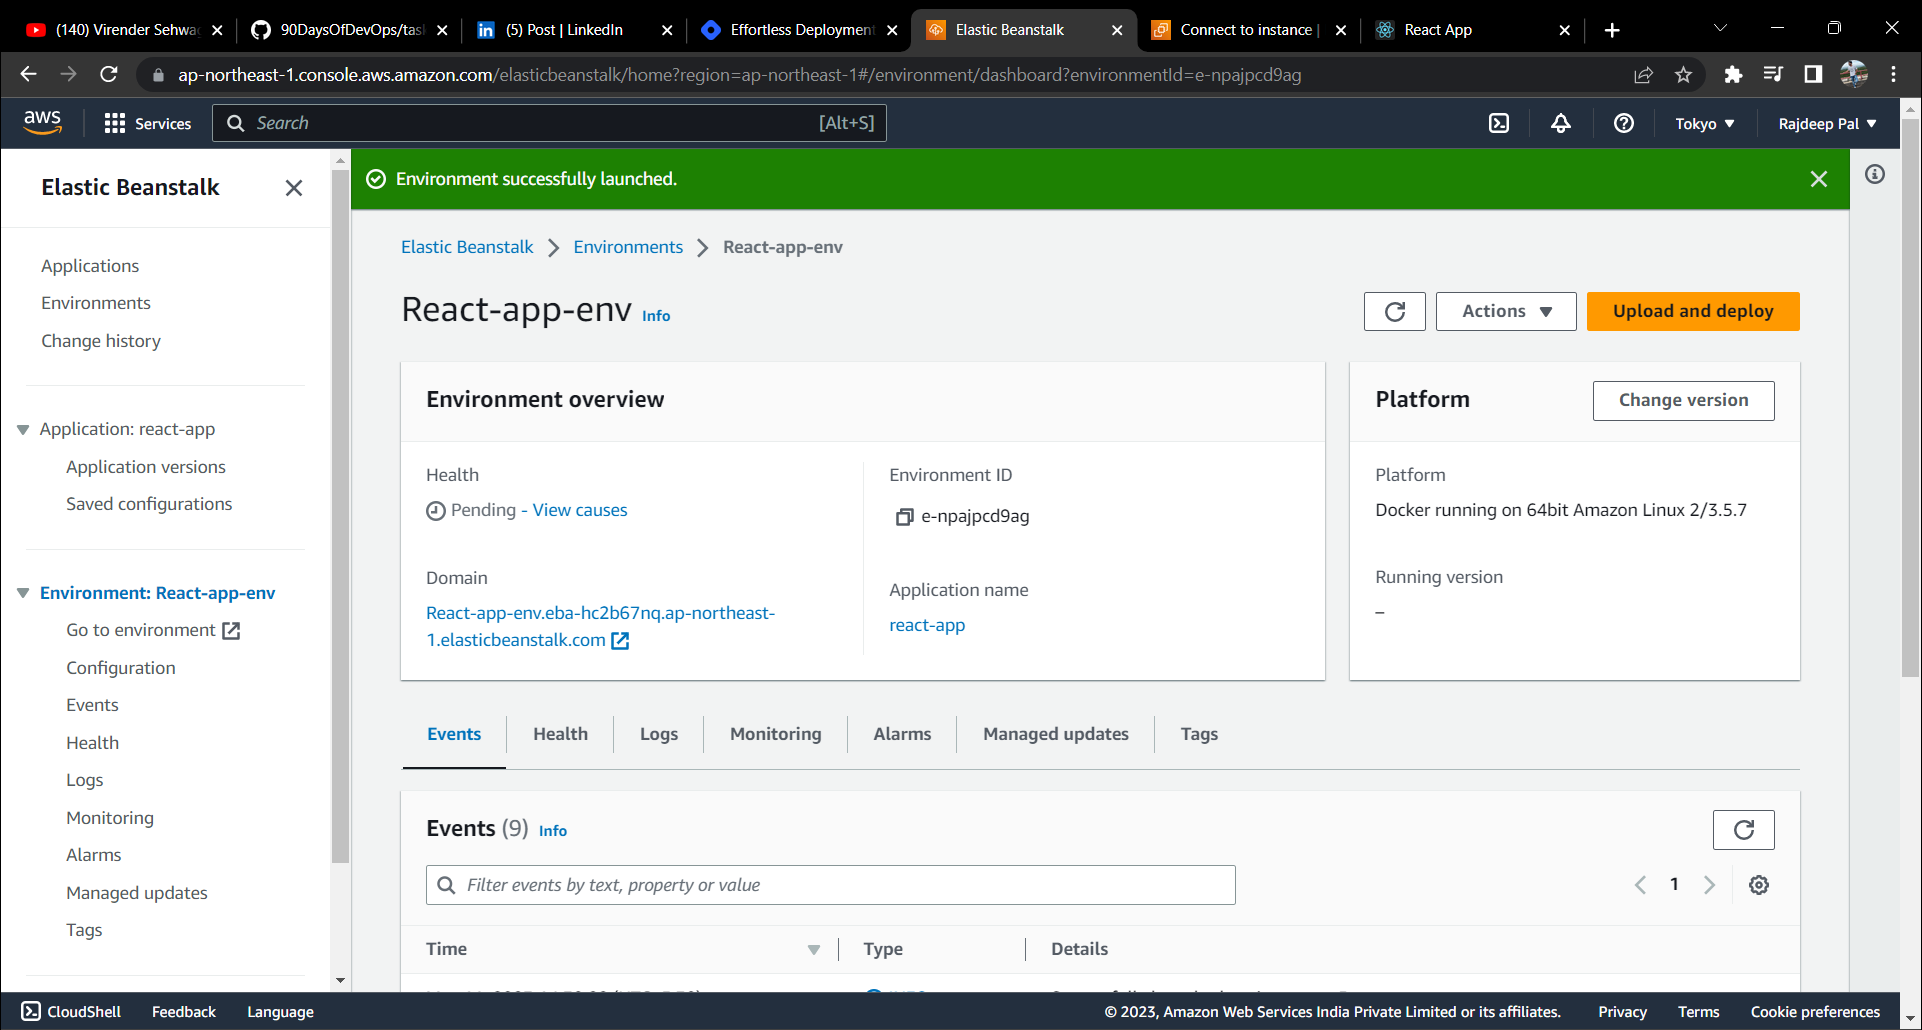 (140) Virender Sehwa
90DaysOfDevOps/tas
(5) Post | LinkedIn
Effortless Deployment
Elastic Beanstalk
Connect to instance |
React App
ap-northeast-1.console.aws.amazon.com/elasticbeanstalk/home?region=ap-northeast-1#/environment/dashboard?environmentId=e-npajpcd9ag
aws
Services
Search
[Alt+S]
Tokyo
Rajdeep Pal
Elastic Beanstalk
Applications
Environments
Change history
Application: react-app
Application versions
Saved configurations
Environment: React-app-env
Go to environment
Configuration
Events
Health
Logs
Monitoring
Alarms
Managed updates
Tags
Environment successfully launched.
Elastic Beanstalk
Environments
React-app-env
React-app-env Info
Actions
Upload and deploy
Environment overview
Health
Pending - View causes
Domain
React-app-env.eba-hc2b67nq.ap-northeast-
1.elasticbeanstalk.com
Environment ID
e-npajpcd9ag
Application name
react-app
Platform
Change version
Platform
Docker running on 64bit Amazon Linux 2/3.5.7
Running version
–
Events
Health
Logs
Monitoring
Alarms
Managed updates
Tags
Events (9) Info
Filter events by text, property or value
1
Time
Type
Details
CloudShell
Feedback
Language
© 2023, Amazon Web Services India Private Limited or its affiliates.
Privacy
Terms
Cookie preferences